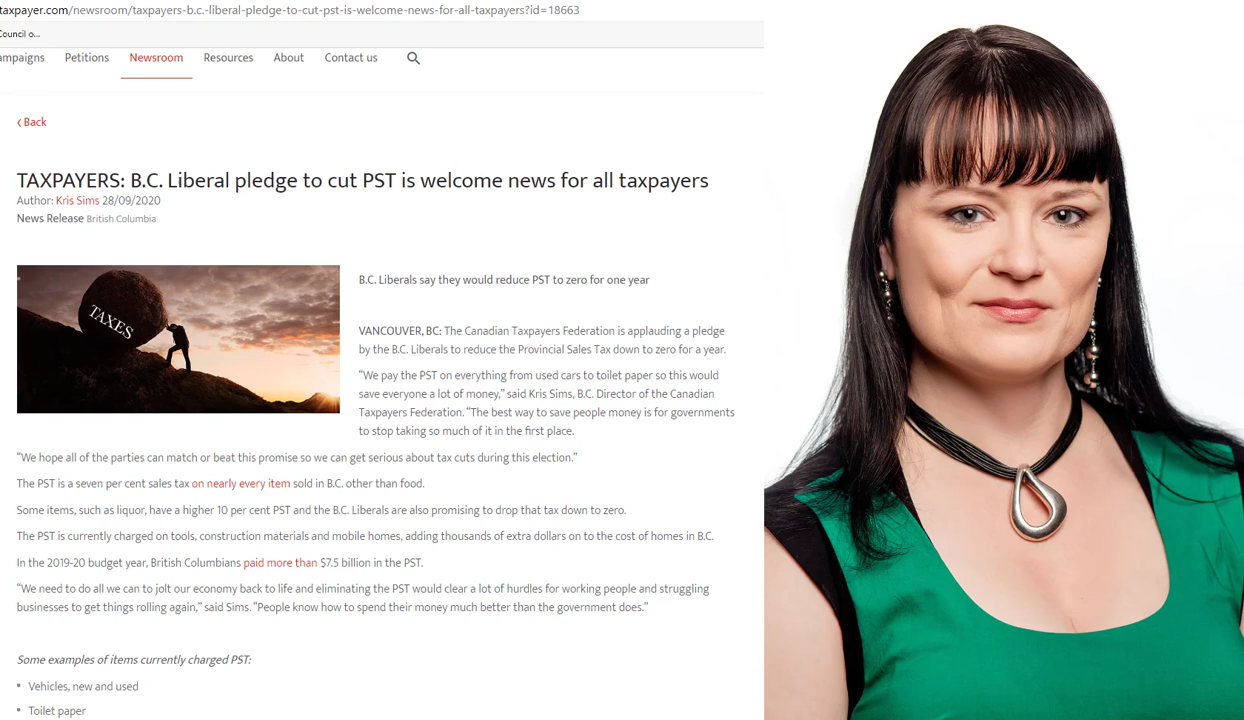 taxpayer.com/newsroom/taxpayers-b.c.-liberal-pledge-to-cut-pst-is-welcome-news-for-all-taxpayers?id=18663
Council o...
ampaigns Petitions Newsroom Resources About Contact us
‹ Back
TAXPAYERS: B.C. Liberal pledge to cut PST is welcome news for all taxpayers
Author: Kris Sims 28/09/2020
News Release British Columbia
TAXES
B.C. Liberals say they would reduce PST to zero for one year
VANCOUVER, BC: The Canadian Taxpayers Federation is applauding a pledge
by the B.C. Liberals to reduce the Provincial Sales Tax down to zero for a year.
“We pay the PST on everything from used cars to toilet paper so this would
save everyone a lot of money,” said Kris Sims, B.C. Director of the Canadian
Taxpayers Federation. “The best way to save people money is for governments
to stop taking so much of it in the first place.
“We hope all of the parties can match or beat this promise so we can get serious about tax cuts during this election.”
The PST is a seven per cent sales tax on nearly every item sold in B.C. other than food.
Some items, such as liquor, have a higher 10 per cent PST and the B.C. Liberals are also promising to drop that tax down to zero.
The PST is currently charged on tools, construction materials and mobile homes, adding thousands of extra dollars on to the cost of homes in B.C.
In the 2019-20 budget year, British Columbians paid more than $7.5 billion in the PST.
“We need to do all we can to jolt our economy back to life and eliminating the PST would clear a lot of hurdles for working people and struggling
businesses to get things rolling again,” said Sims. “People know how to spend their money much better than the government does.”
Some examples of items currently charged PST:
• Vehicles, new and used
• Toilet paper